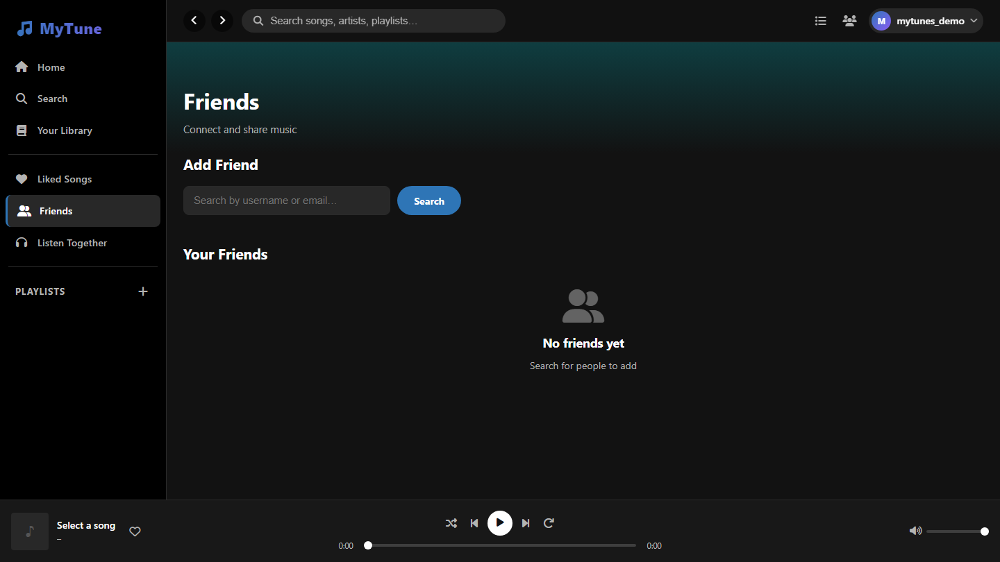 MyTune
Home
Search
Your Library
Liked Songs
Friends
Listen Together
PLAYLISTS
Search songs, artists, playlists...
M
mytunes_demo
Friends
Connect and share music
Add Friend
Search by username or email...
Search
Your Friends
No friends yet
Search for people to add
Select a song
–
0:00
0:00